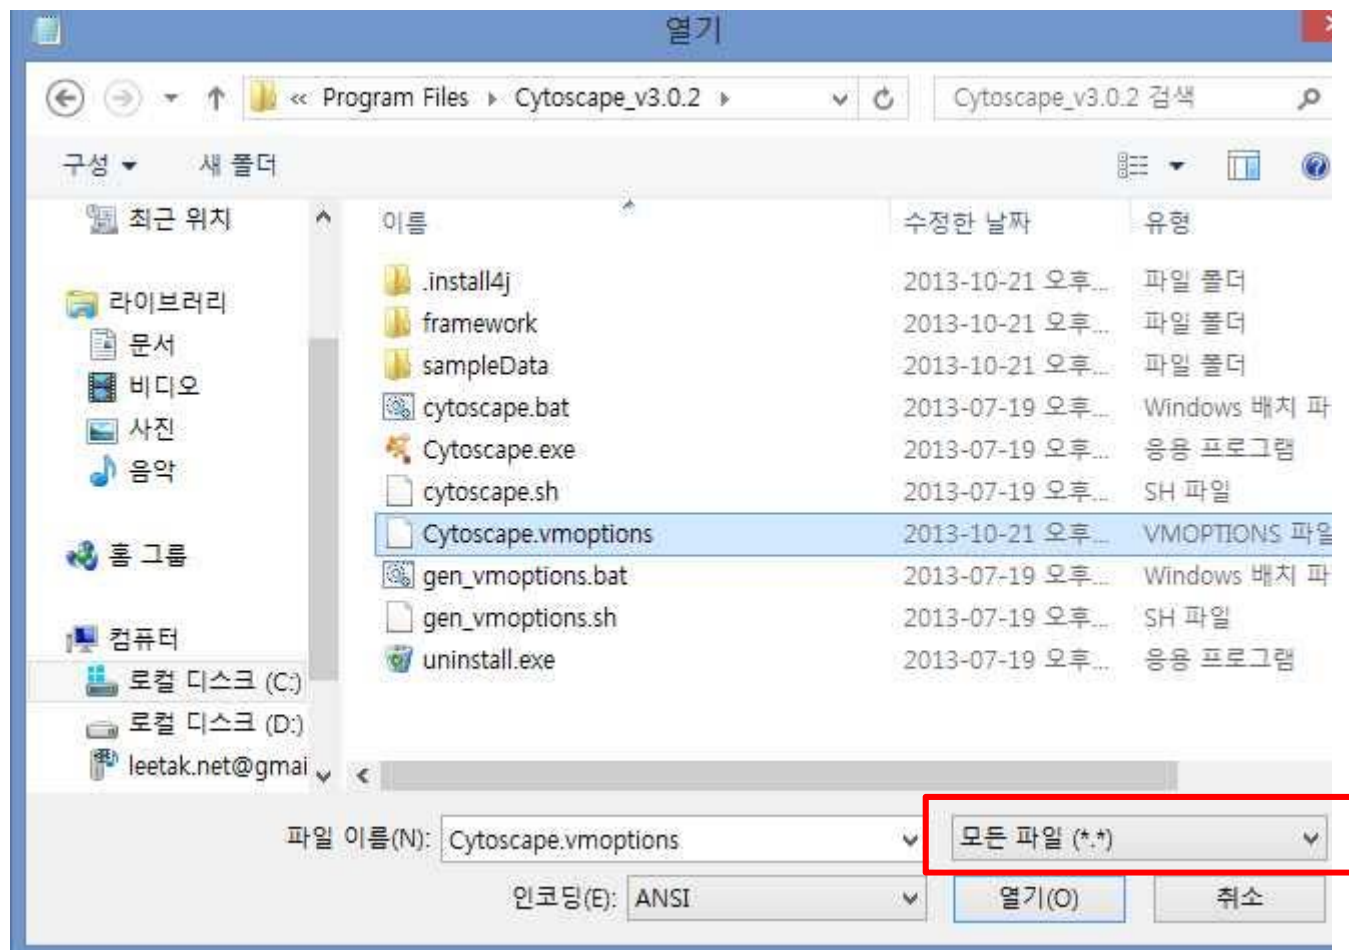 열기
« Program Files ▸ Cytoscape_v3.0.2 ▸ Cytoscape_v3.0.2 검색
구성 새 폴더
이름 수정한 날짜 유형
최근 위치
라이브러리
문서
비디오
사진
음악
홈 그룹
컴퓨터
로컬 디스크 (C:)
로컬 디스크 (D:)
leetak.net@gmai
.install4j 2013-10-21 오후... 파일 폴더
framework 2013-10-21 오후... 파일 폴더
sampleData 2013-10-21 오후... 파일 폴더
cytoscape.bat 2013-07-19 오후... Windows 배치 파
Cytoscape.exe 2013-07-19 오후... 응용 프로그램
cytoscape.sh 2013-07-19 오후... SH 파일
Cytoscape.vmoptions 2013-10-21 오후... VMOPTIONS 파일
gen_vmoptions.bat 2013-07-19 오후... Windows 배치 파
gen_vmoptions.sh 2013-07-19 오후... SH 파일
uninstall.exe 2013-07-19 오후... 응용 프로그램
파일 이름(N): Cytoscape.vmoptions 모든 파일 (*.*)
인코딩(E): ANSI 열기(O) 취소